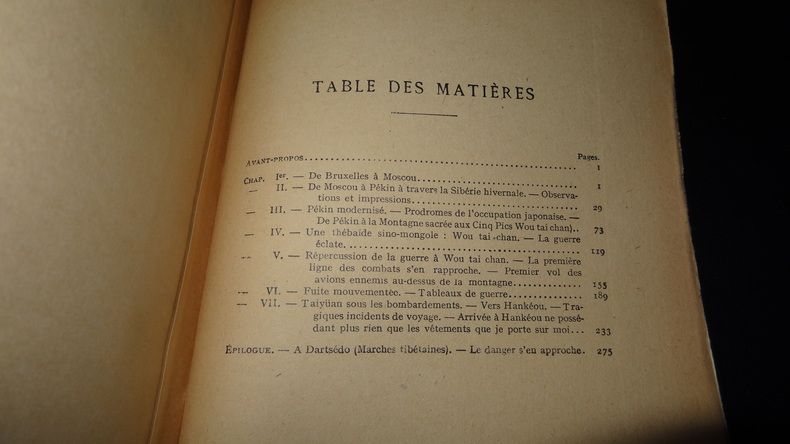 TABLE DES MATIÈRES
Pages.
AVANT-PROPOS............ I
CHAP. Ier. — De Bruxelles à Moscou............ 1
— II. — De Moscou à Pékin à travers la Sibérie hivernale. — Observa-
tions et impressions............ 29
— III. — Pékin modernisé. — Prodromes de l'occupation japonaise. —
De Pékin à la Montagne sacrée aux Cinq Pics Wou tai chan).. 73
— IV. — Une thébaïde sino-mongole : Wou tai-chan. — La guerre
éclate............ 119
— V. — Répercussion de la guerre à Wou tai chan. — La première
ligne des combats s'en rapproche. — Premier vol des
avions ennemis au-dessus de la montagne............ 155
— VI. — Fuite mouvementée. — Tableaux de guerre............ 189
— VII. — Taiyüan sous les bombardements. — Vers Hankéou. — Tra-
giques incidents de voyage. — Arrivée à Hankéou ne possé-
dant plus rien que les vêtements que je porte sur moi... 233
ÉPILOGUE. — A Dartsédo (Marches tibétaines). — Le danger s'en approche. 275